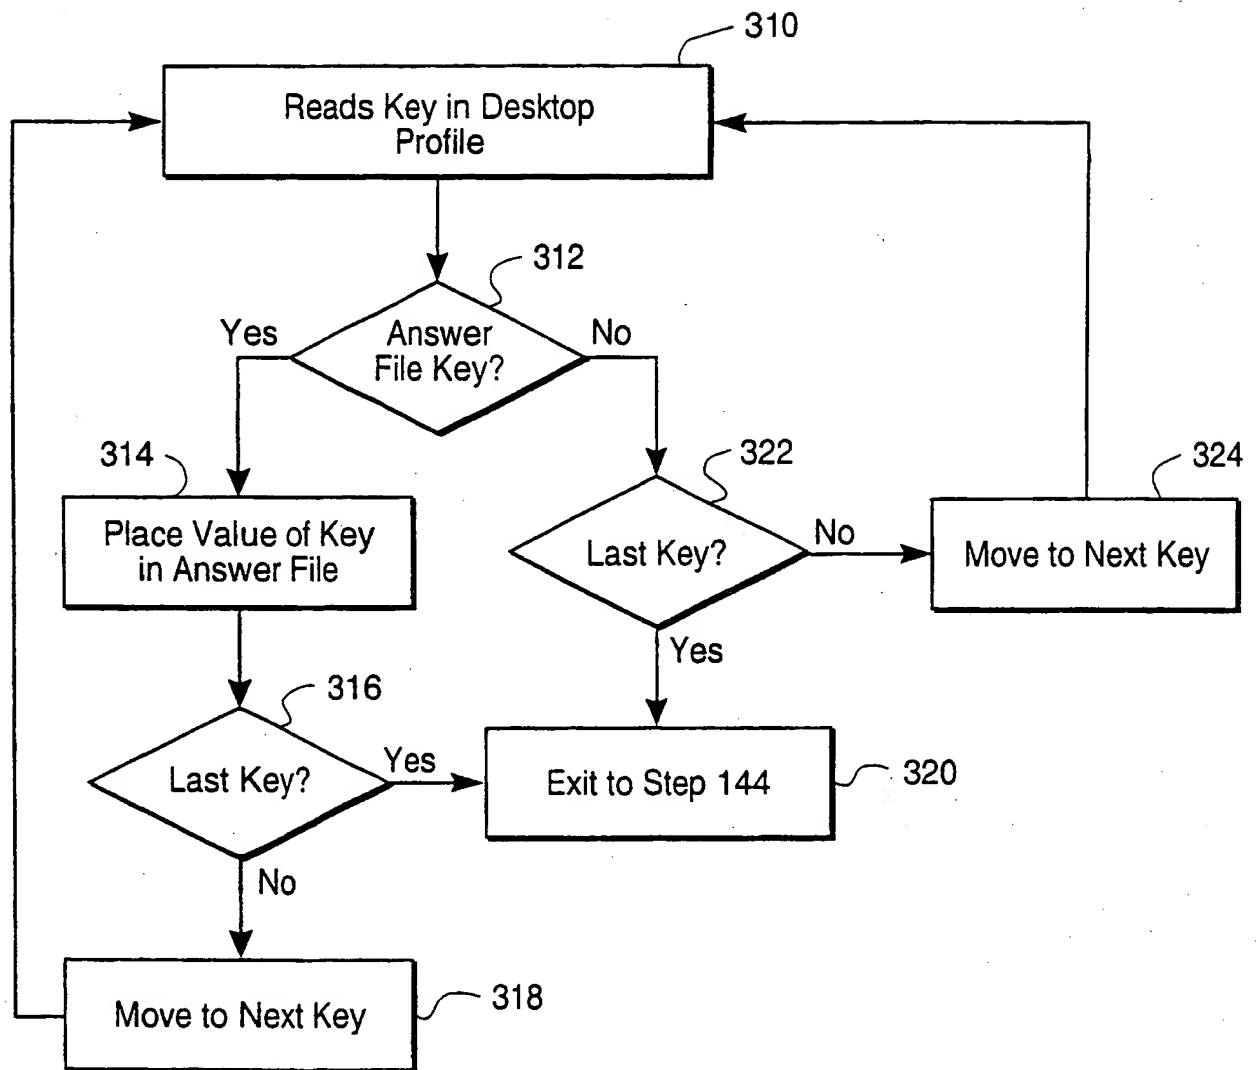 310
Reads Key in Desktop
Profile
312
Yes
Answer
File Key?
No
314
Place Value of Key
in Answer File
322
Last Key?
No
324
Move to Next Key
Yes
316
Last Key?
Yes
Exit to Step 144
320
No
Move to Next Key
318